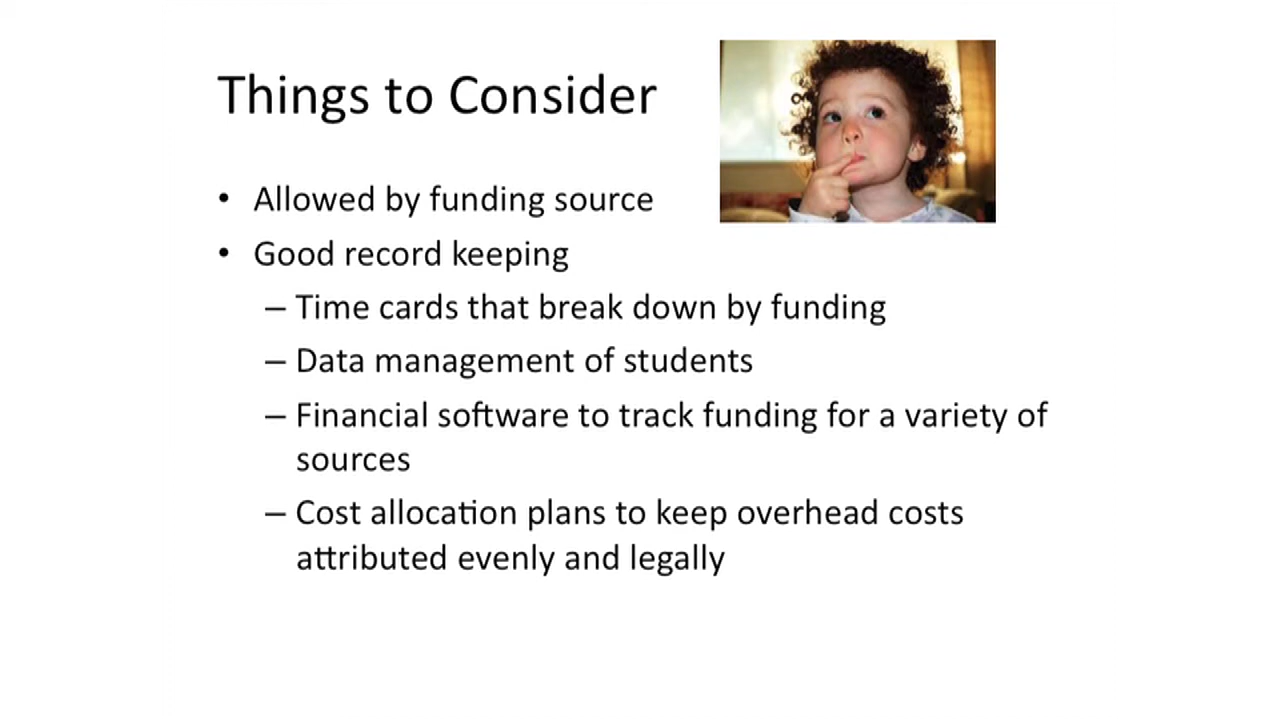 Things to Consider
• Allowed by funding source
• Good record keeping
– Time cards that break down by funding
– Data management of students
– Financial software to track funding for a variety of
sources
– Cost allocation plans to keep overhead costs
attributed evenly and legally